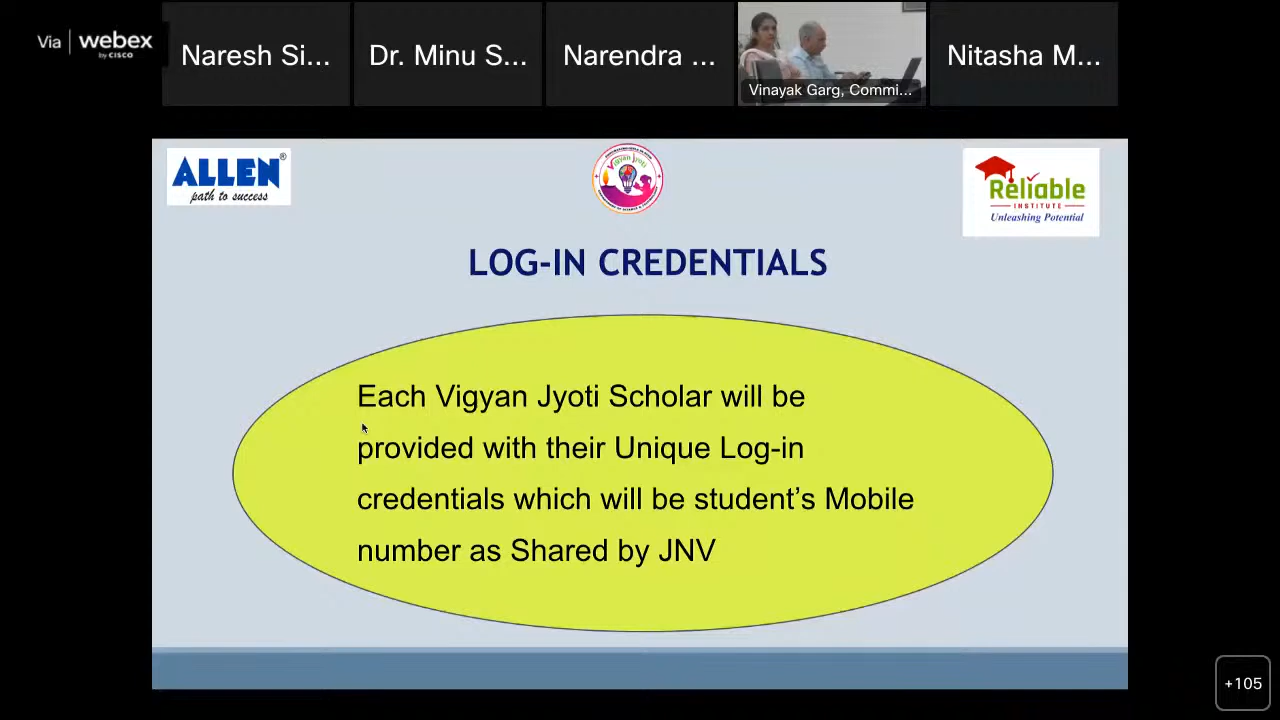 Via webex
by CISCO
Naresh Si...
Dr. Minu S...
Narendra ...
Vinayak Garg, Commi...
Nitasha M...
ALLEN®
path to success
Vigyan Jyoti
Reliable
INSTITUTE
Unleashing Potential
LOG-IN CREDENTIALS
Each Vigyan Jyoti Scholar will be
provided with their Unique Log-in
credentials which will be student’s Mobile
number as Shared by JNV
+105